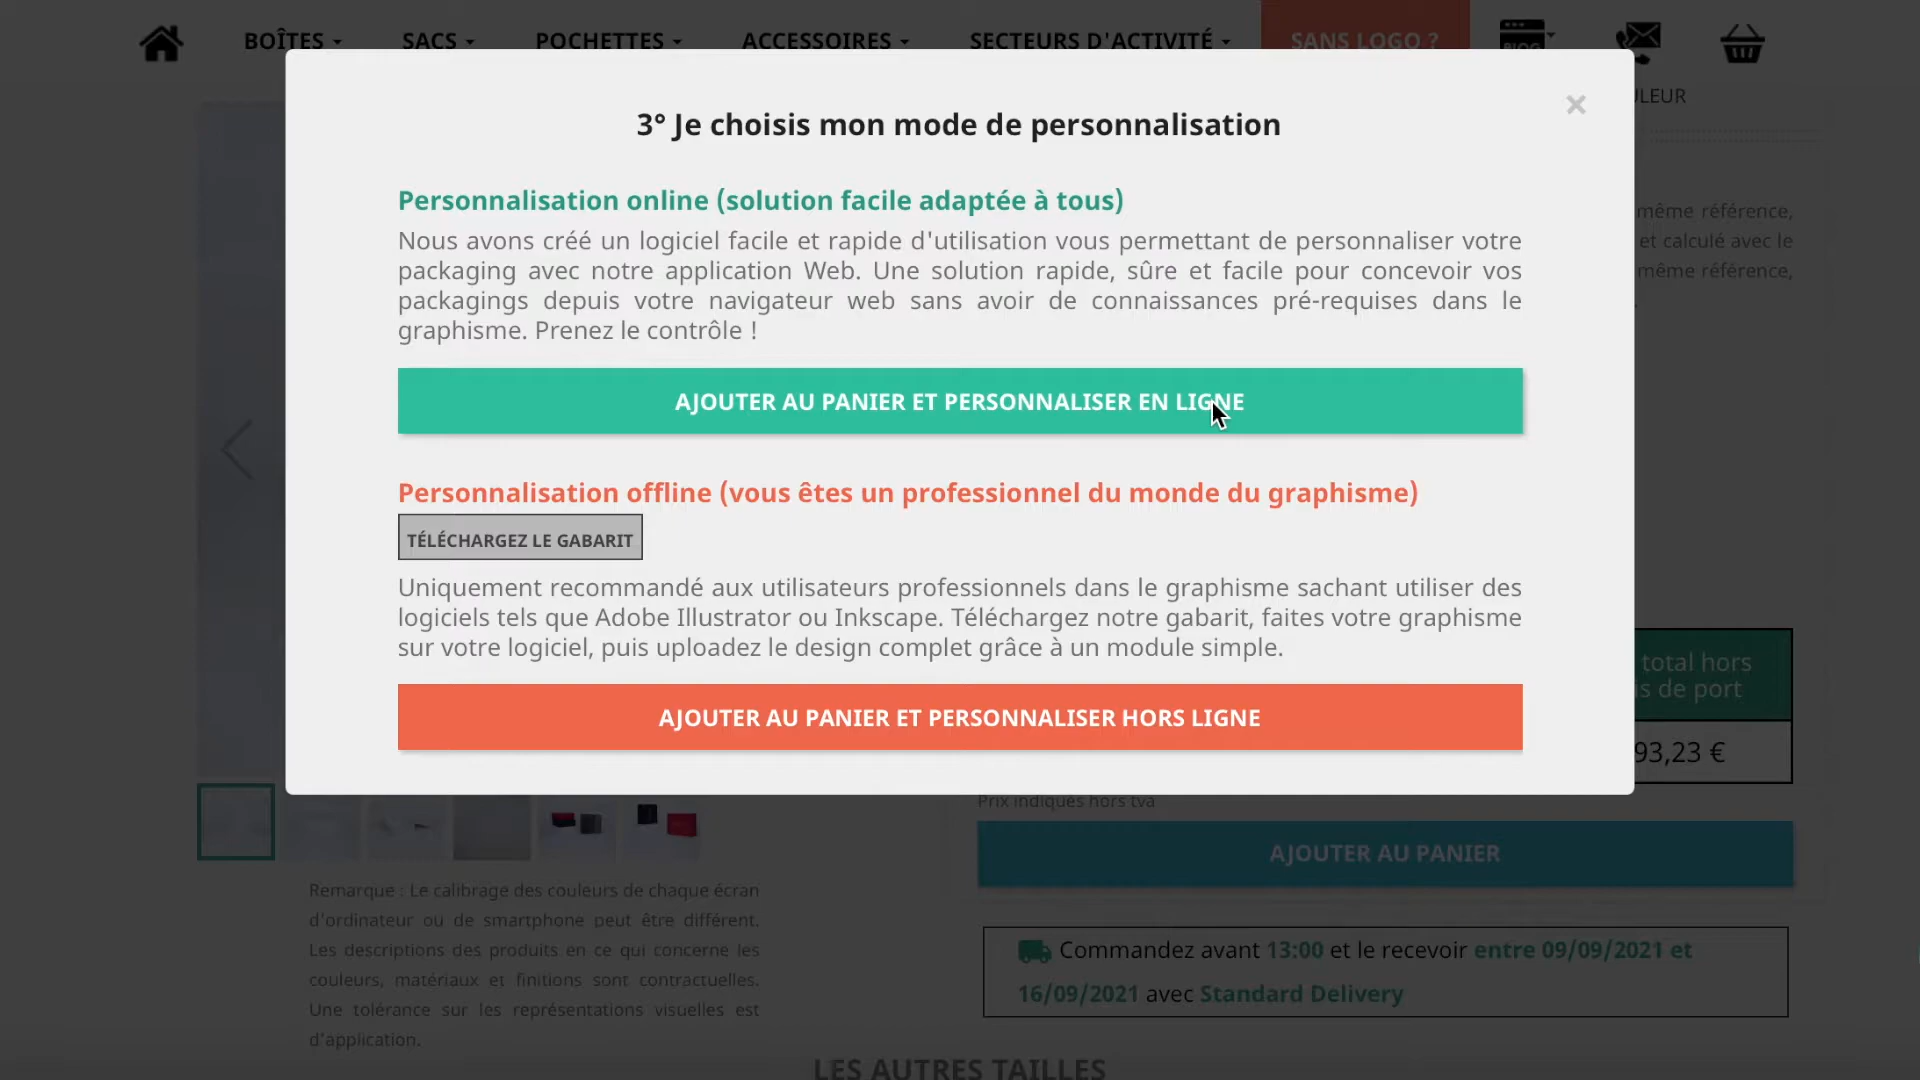 BOÎTES
SACS
POCHETTES
ACCESSOIRES
SECTEURS D'ACTIVITÉ
SANS LOGO ?
BLOG
3° Je choisis mon mode de personnalisation
×
Personnalisation online (solution facile adaptée à tous)
Nous avons créé un logiciel facile et rapide d'utilisation vous permettant de personnaliser votre
packaging avec notre application Web. Une solution rapide, sûre et facile pour concevoir vos
packagings depuis votre navigateur web sans avoir de connaissances pré-requises dans le
graphisme. Prenez le contrôle !
AJOUTER AU PANIER ET PERSONNALISER EN LIGNE
Personnalisation offline (vous êtes un professionnel du monde du graphisme)
TÉLÉCHARGEZ LE GABARIT
Uniquement recommandé aux utilisateurs professionnels dans le graphisme sachant utiliser des
logiciels tels que Adobe Illustrator ou Inkscape. Téléchargez notre gabarit, faites votre graphisme
sur votre logiciel, puis uploadez le design complet grâce à un module simple.
AJOUTER AU PANIER ET PERSONNALISER HORS LIGNE
même référence,
et calculé avec le
même référence,
total hors
de port
93,23 €
Prix indiqués hors tva
AJOUTER AU PANIER
Commandez avant 13:00 et le recevoir entre 09/09/2021 et
16/09/2021 avec Standard Delivery
Remarque : Le calibrage des couleurs de chaque écran
d'ordinateur ou de smartphone peut être différent.
Les descriptions des produits en ce qui concerne les
couleurs, matériaux et finitions sont contractuelles.
Une tolérance sur les représentations visuelles est
d'application.
LES AUTRES TAILLES